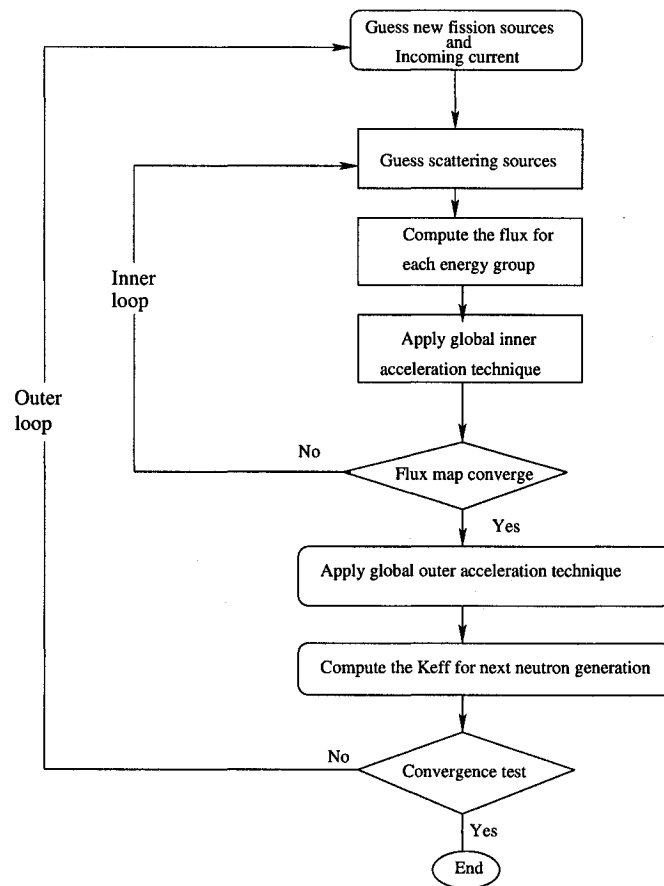 Guess new fission sources
and
Incoming current
Guess scattering sources
Compute the flux for
each energy group
Inner
loop
Apply global inner
acceleration technique
Outer
loop
No
Flux map converge
Yes
Apply global outer acceleration technique
Compute the Keff for next neutron generation
No
Convergence test
Yes
End